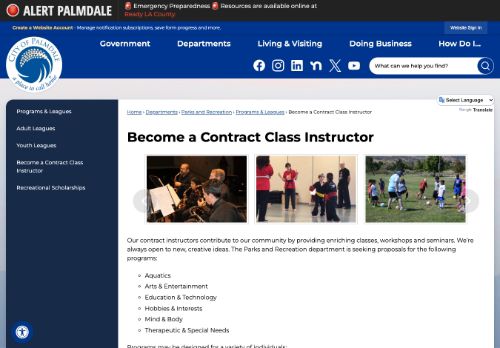 ALERT PALMDALE
🚨 Emergency Preparedness 🚨 Resources are available online at
Ready LA County.
Create a Website Account - Manage notification subscriptions, save form progress and more.
Website Sign In
CITY OF PALMDALE
a place to call home
Government
Departments
Living & Visiting
Doing Business
How Do I...
What can we help you find?
Select Language
Google Translate
Programs & Leagues
Adult Leagues
Youth Leagues
Become a Contract Class
Instructor
Recreational Scholarships
Home › Departments › Parks and Recreation › Programs & Leagues › Become a Contract Class Instructor
Become a Contract Class Instructor
Our contract instructors contribute to our community by providing enriching classes, workshops and seminars. We're
always open to new, creative ideas. The Parks and Recreation department is seeking proposals for the following
programs:
Aquatics
Arts & Entertainment
Education & Technology
Hobbies & Interests
Mind & Body
Therapeutic & Special Needs
Programs may be designed for a variety of individuals: